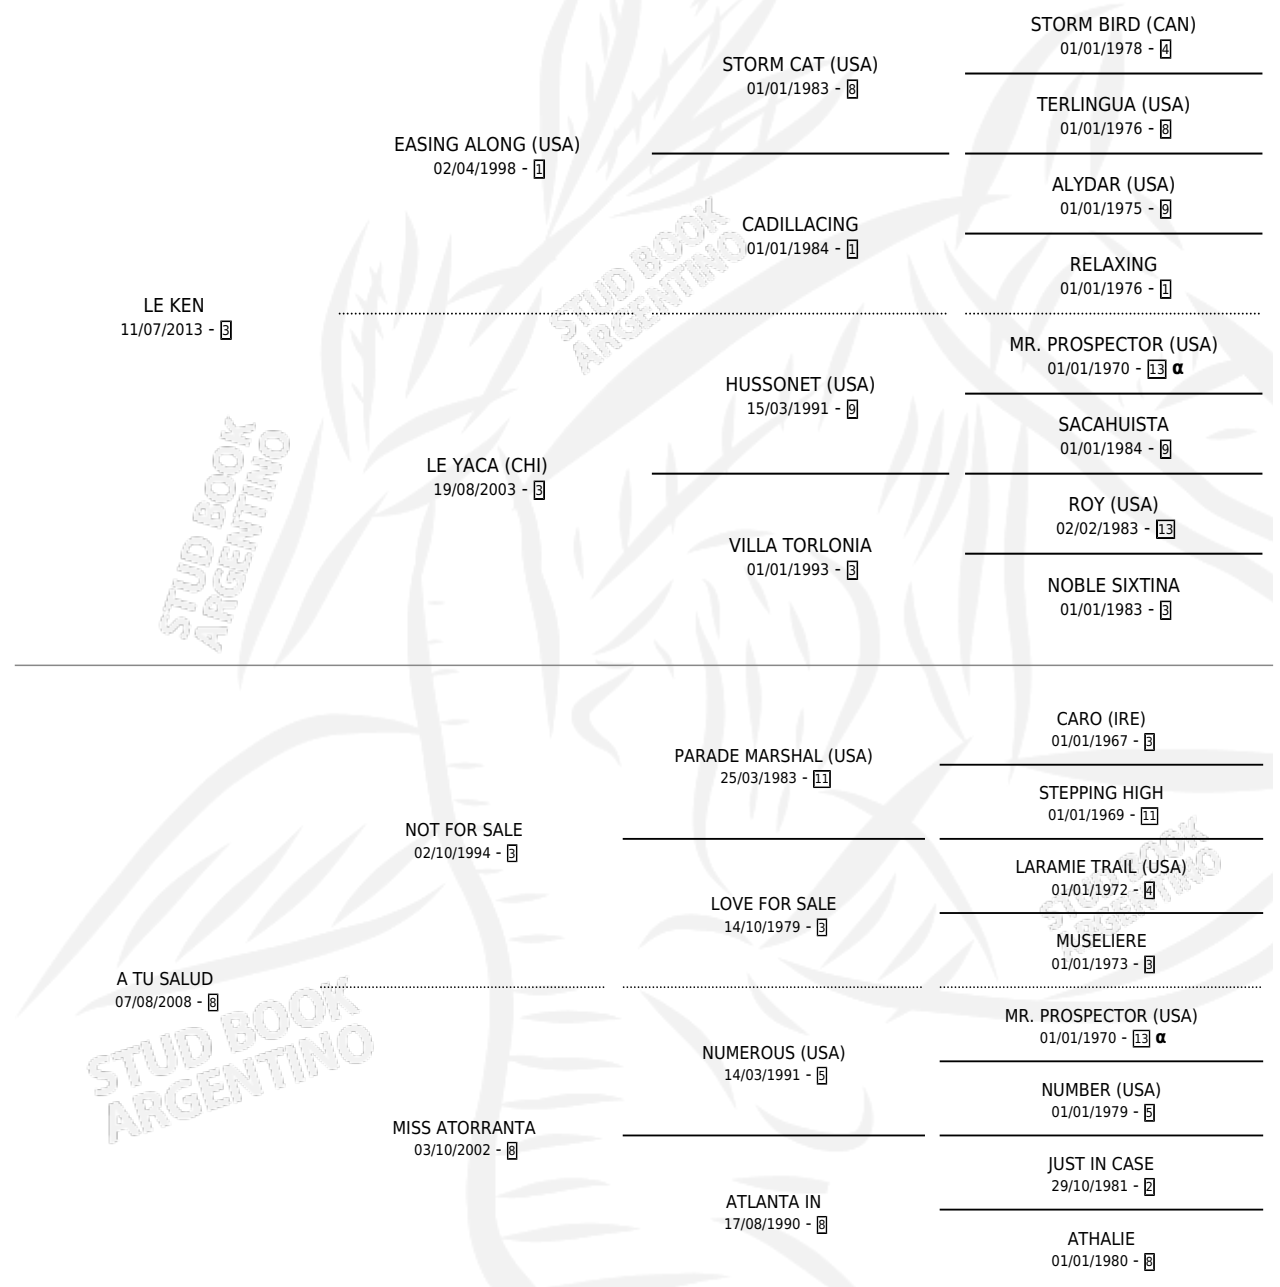 STORM BIRD (CAN)
01/01/1978 - 4
STORM CAT (USA)
01/01/1983 - 8
TERLINGUA (USA)
01/01/1976 - 8
EASING ALONG (USA)
02/04/1998 - 1
ALYDAR (USA)
01/01/1975 - 9
CADILLACING
01/01/1984 - 1
RELAXING
01/01/1976 - 1
LE KEN
11/07/2013 - 3
MR. PROSPECTOR (USA)
01/01/1970 - 13 α
HUSSONET (USA)
15/03/1991 - 9
SACAHUISTA
01/01/1984 - 9
LE YACA (CHI)
19/08/2003 - 3
ROY (USA)
02/02/1983 - 13
VILLA TORLONIA
01/01/1993 - 3
NOBLE SIXTINA
01/01/1983 - 3
CARO (IRE)
01/01/1967 - 3
PARADE MARSHAL (USA)
25/03/1983 - 11
STEPPING HIGH
01/01/1969 - 11
NOT FOR SALE
02/10/1994 - 3
LARAMIE TRAIL (USA)
01/01/1972 - 4
LOVE FOR SALE
14/10/1979 - 3
MUSELIERE
01/01/1973 - 3
A TU SALUD
07/08/2008 - 8
MR. PROSPECTOR (USA)
01/01/1970 - 13 α
NUMEROUS (USA)
14/03/1991 - 5
NUMBER (USA)
01/01/1979 - 5
MISS ATORRANTA
03/10/2002 - 8
JUST IN CASE
29/10/1981 - 2
ATLANTA IN
17/08/1990 - 8
ATHALIE
01/01/1980 - 8
STUD BOOK
ARGENTINO
STUD BOOK
ARGENTINO
STUD BOOK
ARGENTINO
STUD BOOK
ARGENTINO